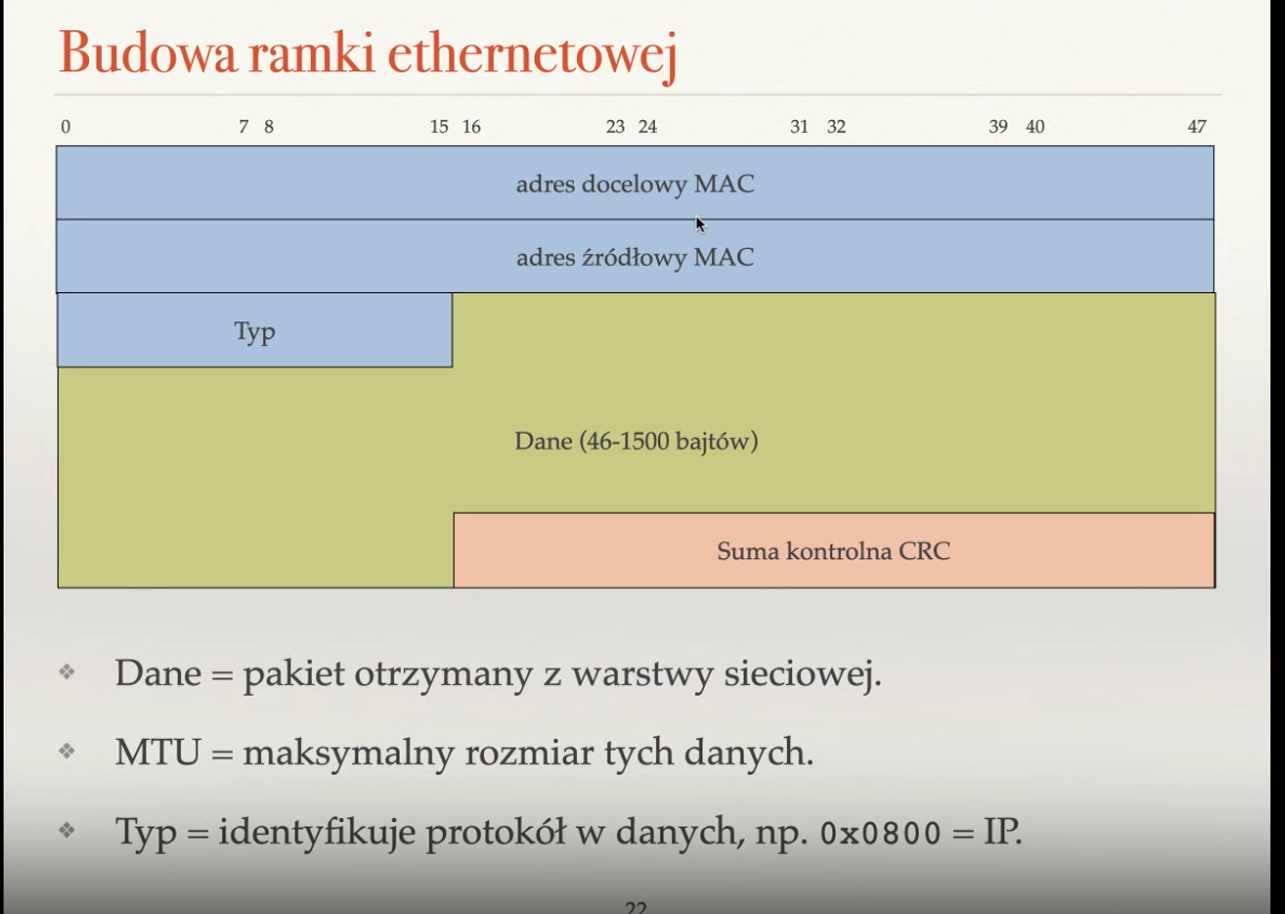 Budowa ramki ethernetowej
0 7 8 15 16 23 24 31 32 39 40 47
adres docelowy MAC
adres źródłowy MAC
Typ
Dane (46-1500 bajtów)
Suma kontrolna CRC
❖ Dane = pakiet otrzymany z warstwy sieciowej.
❖ MTU = maksymalny rozmiar tych danych.
❖ Typ = identyfikuje protokół w danych, np. 0x0800 = IP.
22